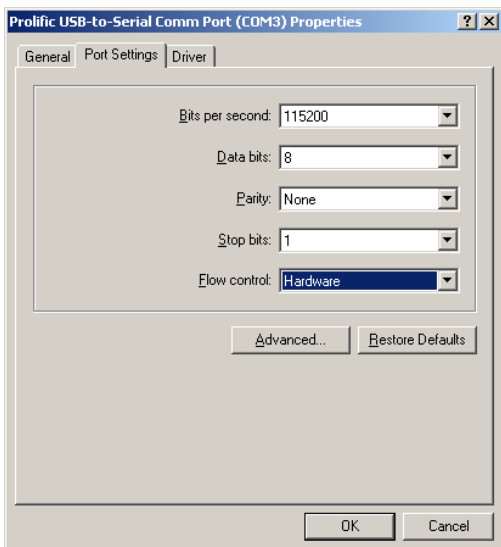 Prolific USB-to-Serial Comm Port (COM3) Properties
General Port Settings Driver
Bits per second: 115200
Data bits: 8
Parity: None
Stop bits: 1
Flow control: Hardware
Advanced... Restore Defaults
OK Cancel